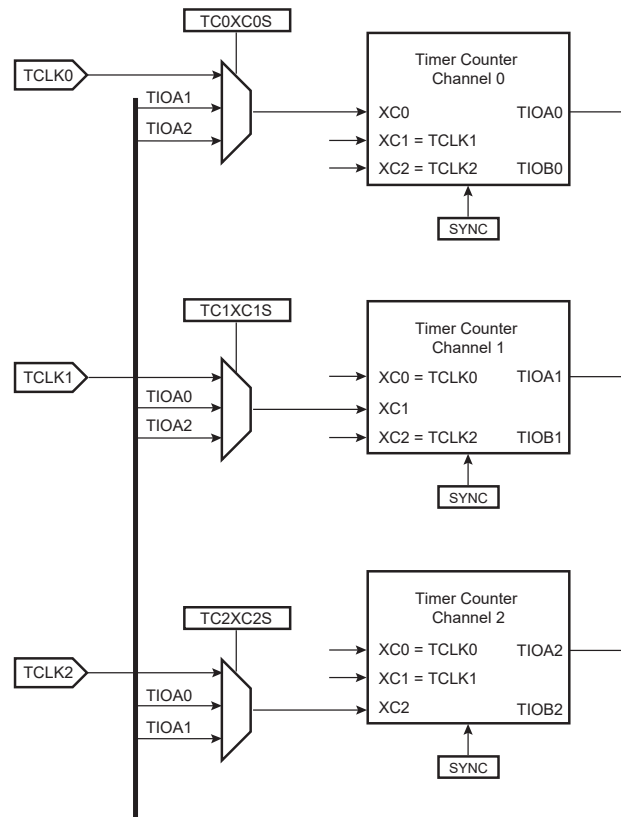 TC0XC0S
TCLK0
TIOA1
TIOA2
Timer Counter
Channel 0
XC0
TIOA0
XC1 = TCLK1
XC2 = TCLK2
TIOB0
SYNC
TC1XC1S
TCLK1
TIOA0
TIOA2
Timer Counter
Channel 1
XC0 = TCLK0
TIOA1
XC1
XC2 = TCLK2
TIOB1
SYNC
TC2XC2S
TCLK2
TIOA0
TIOA1
Timer Counter
Channel 2
XC0 = TCLK0
TIOA2
XC1 = TCLK1
XC2
TIOB2
SYNC